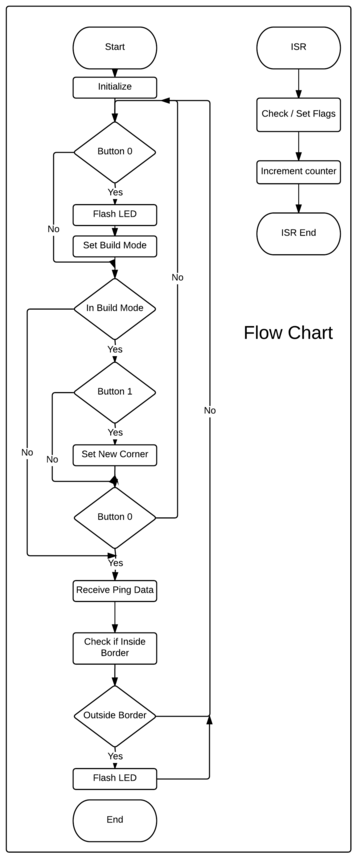 Start
Initialize
Button 0
Yes
No
Flash LED
Set Build Mode
In Build Mode
Yes
No
Button 1
Yes
No
Set New Corner
Button 0
No
Yes
Receive Ping Data
Check if Inside
Border
Outside Border
No
Yes
Flash LED
End
ISR
Check / Set Flags
Increment counter
ISR End
Flow Chart